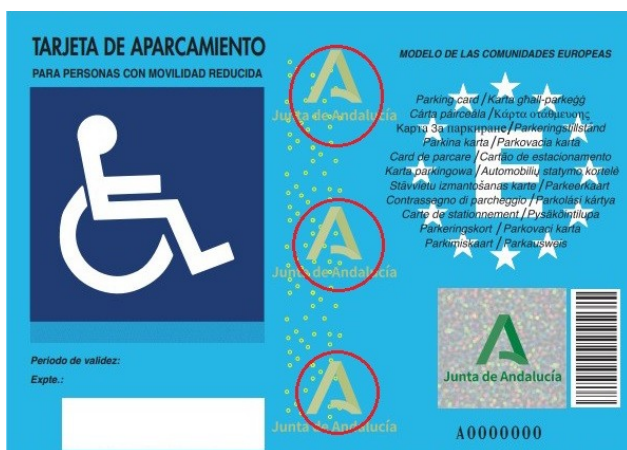 TARJETA DE APARCAMIENTO
PARA PERSONAS CON MOVILIDAD REDUCIDA
Periodo de validez:
Expte.:
Junta de Andalucía
Junta de Andalucía
Junta de Andalucía
MODELO DE LAS COMUNIDADES EUROPEAS
Parking card / Karta għall-parkeġġ
Cárta páirceála / Κάρτα στάθμευσης
Карта За паркиране / Parkeringstillstånd
Parkirna karta / Parkovacia karta
Card de parcare / Cartão de estacionamento
Karta parkingowa / Automobilių statymo kortelė
Stāvvietu izmantošanas karte / Parkeerkaart
Contrassegno di parcheggio / Parkolási kártya
Carte de stationnement / Pysäköintilupa
Parkeringskort / Parkovací karta
Parkimiskaart / Parkausweis
Junta de Andalucía
A0000000